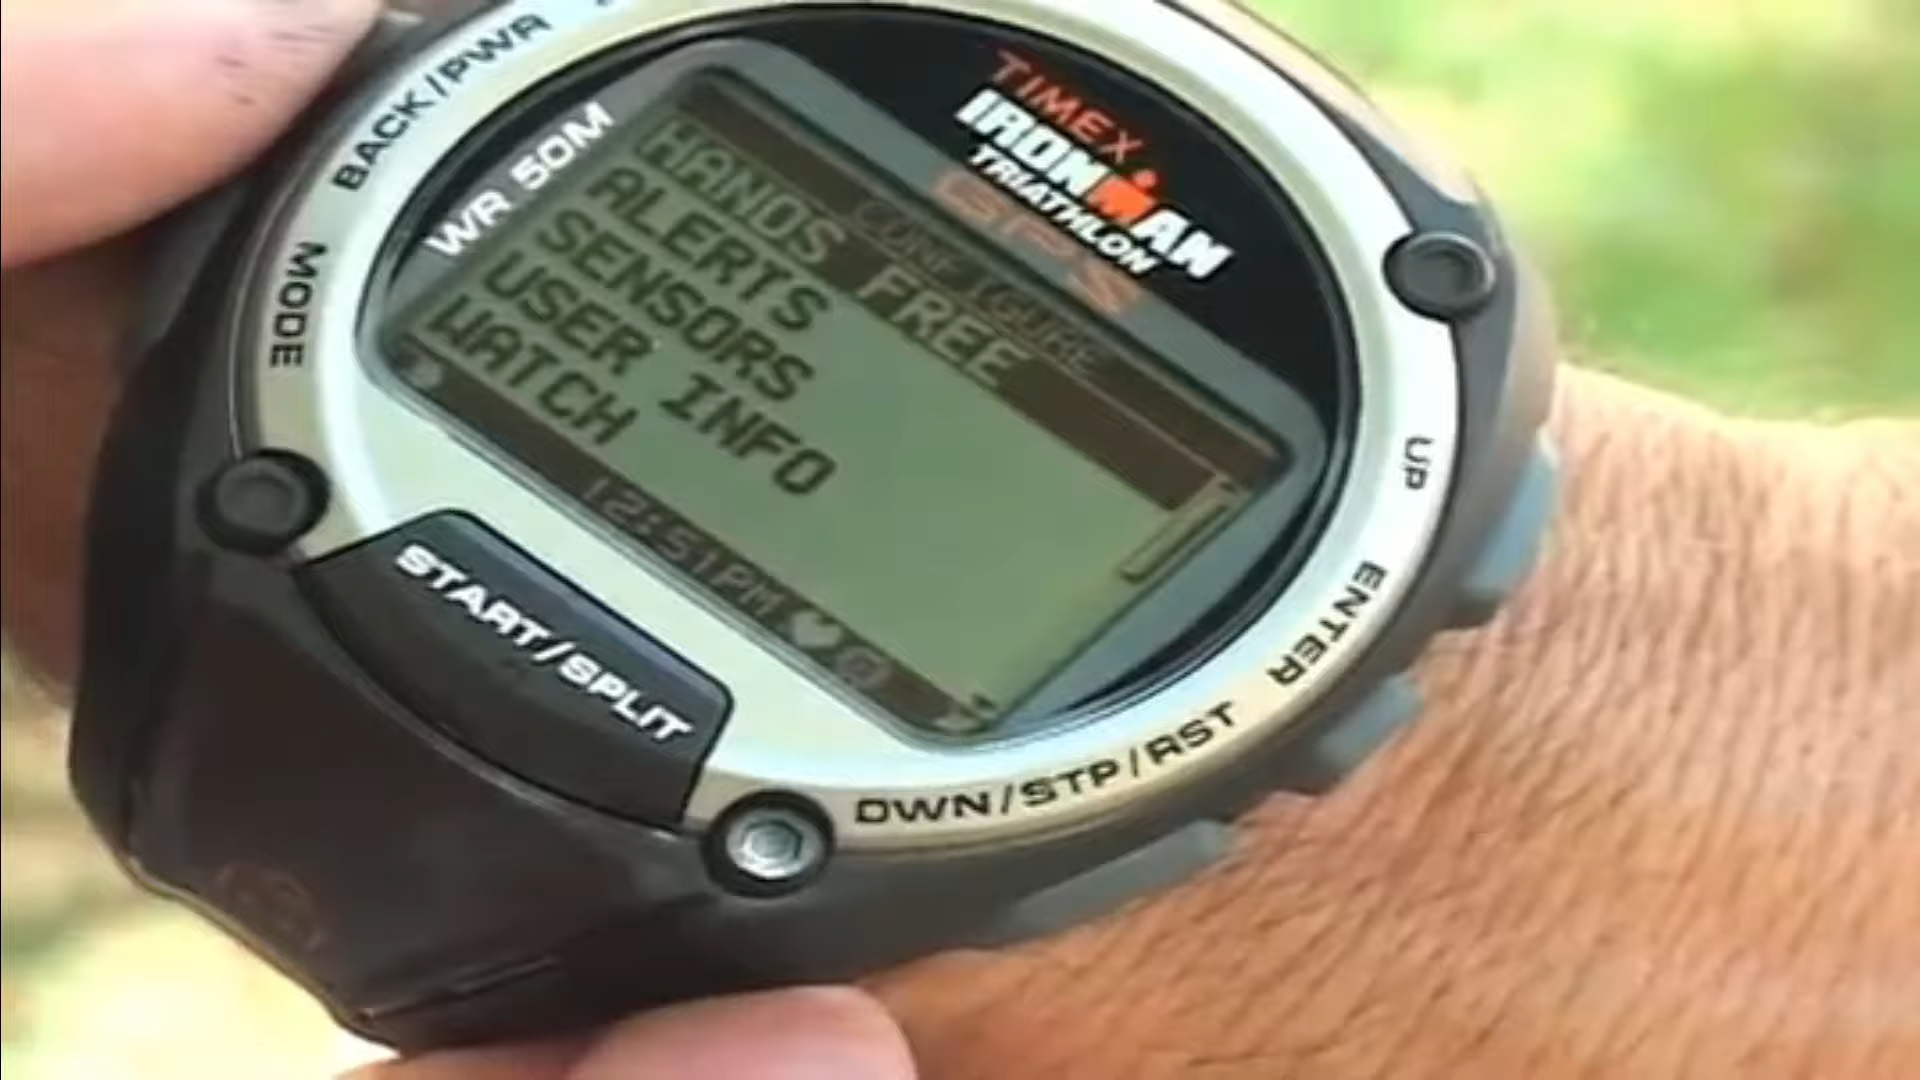 BACK/PWR
WR 50M
MODE
TIMEX
IRONMAN
TRIATHLON
GPS
CONFIGURE
HANDS FREE
ALERTS
SENSORS
USER INFO
WATCH
12:51PM
START/SPLIT
UP
ENTER
DWN/STP/RST